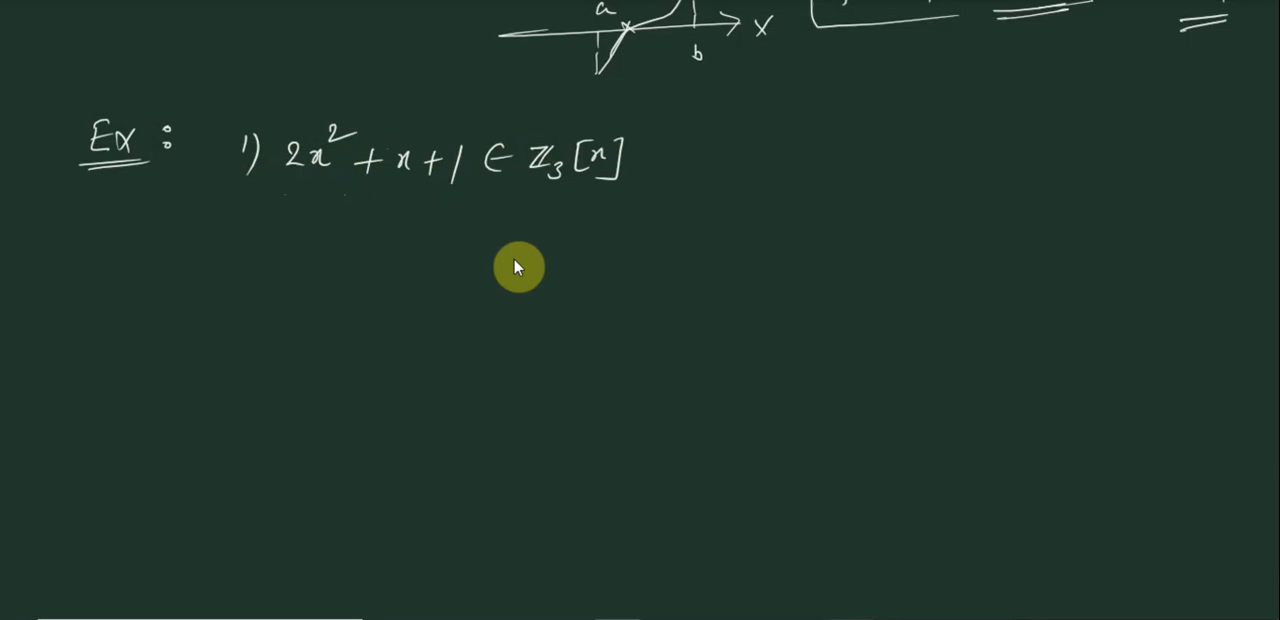 a
X
b
Ex : 1) 2x² + x + 1 ∈ ℤ₃[x]